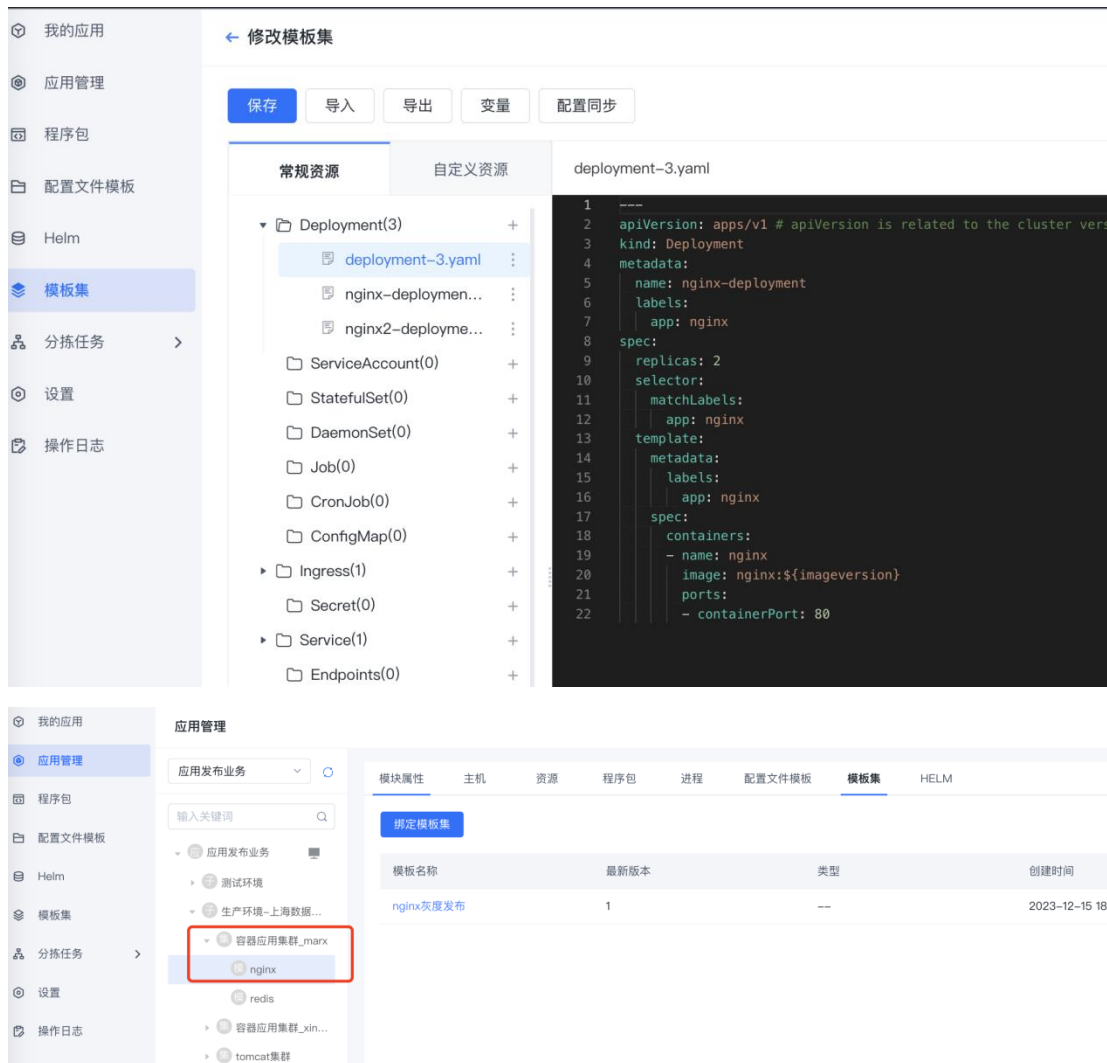 我的应用
应用管理
程序包
配置文件模板
Helm
模板集
分拣任务
设置
操作日志
← 修改模板集
保存 导入 导出 变量 配置同步
常规资源 自定义资源
Deployment(3) +
deployment-3.yaml
nginx-deploymen...
nginx2-deployme...
ServiceAccount(0) +
StatefulSet(0) +
DaemonSet(0) +
Job(0) +
CronJob(0) +
ConfigMap(0) +
Ingress(1) +
Secret(0) +
Service(1) +
Endpoints(0) +
deployment-3.yaml
1 ---
2 apiVersion: apps/v1 # apiVersion is related to the cluster vers
3 kind: Deployment
4 metadata:
5 name: nginx-deployment
6 labels:
7 app: nginx
8 spec:
9 replicas: 2
10 selector:
11 matchLabels:
12 app: nginx
13 template:
14 metadata:
15 labels:
16 app: nginx
17 spec:
18 containers:
19 - name: nginx
20 image: nginx:${imageversion}
21 ports:
22 - containerPort: 80
我的应用
应用管理
程序包
配置文件模板
Helm
模板集
分拣任务
设置
操作日志
应用管理
应用发布业务
输入关键词
应用发布业务
子 测试环境
子 生产环境-上海数据...
集 容器应用集群_marx
模 nginx
模 redis
集 容器应用集群_xin...
集 tomcat集群
模块属性 主机 资源 程序包 进程 配置文件模板 模板集 HELM
绑定模板集
模板名称 最新版本 类型 创建时间
nginx灰度发布 1 -- 2023-12-15 18